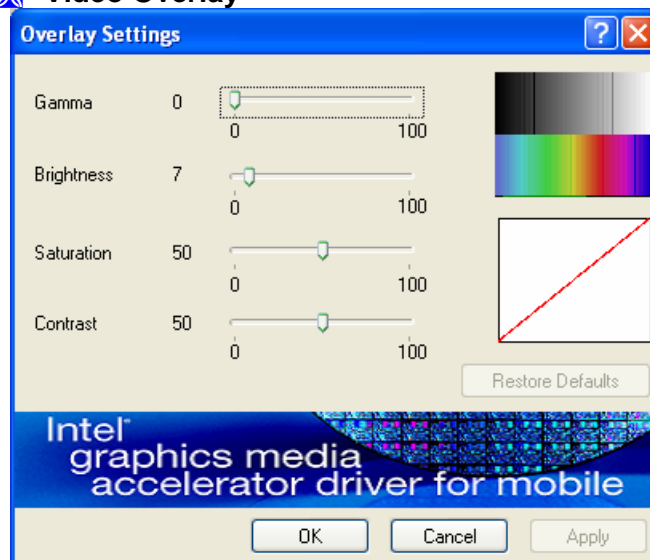 Video Overlay
Overlay Settings
Gamma 0
0 100
Brightness 7
0 100
Saturation 50
0 100
Contrast 50
0 100
Restore Defaults
Intel
graphics media
accelerator driver for mobile
OK Cancel Apply